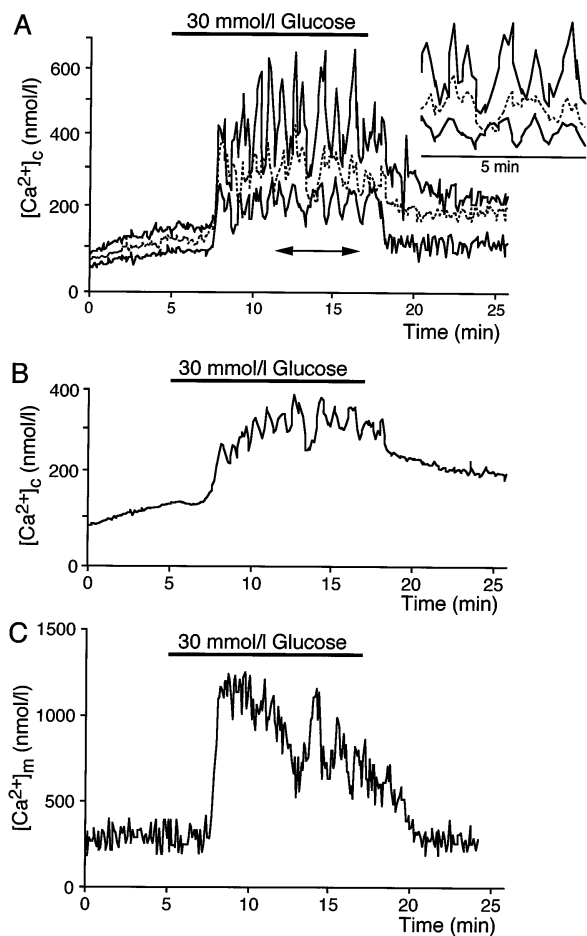 A
30 mmol/l Glucose
[Ca2+]c (nmol/l)
600
400
200
0
0 5 10 15 20 25
Time (min)
5 min
B
30 mmol/l Glucose
[Ca2+]c (nmol/l)
400
200
0
0 5 10 15 20 25
Time (min)
C
30 mmol/l Glucose
[Ca2+]m (nmol/l)
1500
1000
500
0
0 5 10 15 20 25
Time (min)